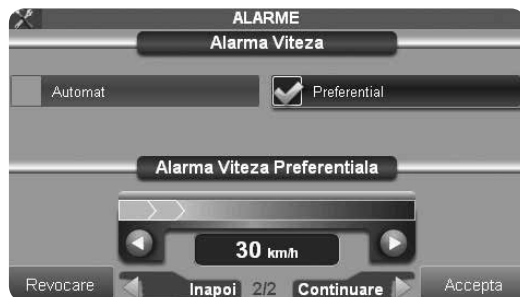 ALARME
Alarma Viteza
Automat Preferential
Alarma Viteza Preferentiala
30 km/h
Revocare Inapoi 2/2 Continuare Accepta